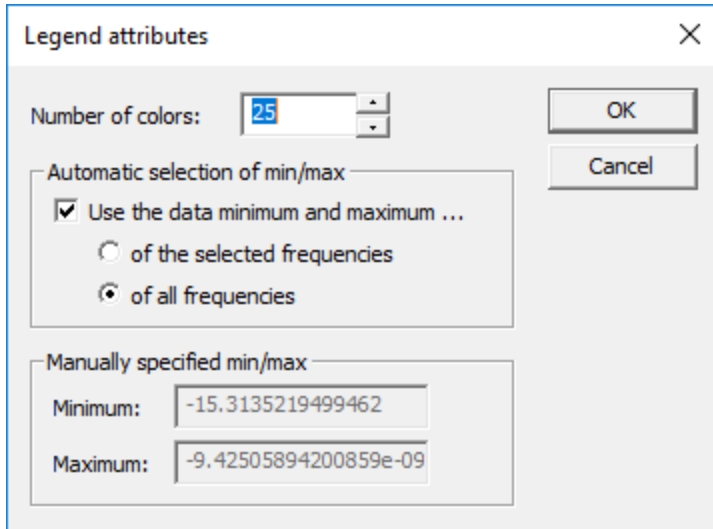 Legend attributes
Number of colors: 25
OK
Cancel
Automatic selection of min/max
Use the data minimum and maximum ...
of the selected frequencies
of all frequencies
Manually specified min/max
Minimum: -15.3135219499462
Maximum: -9.42505894200859e-09